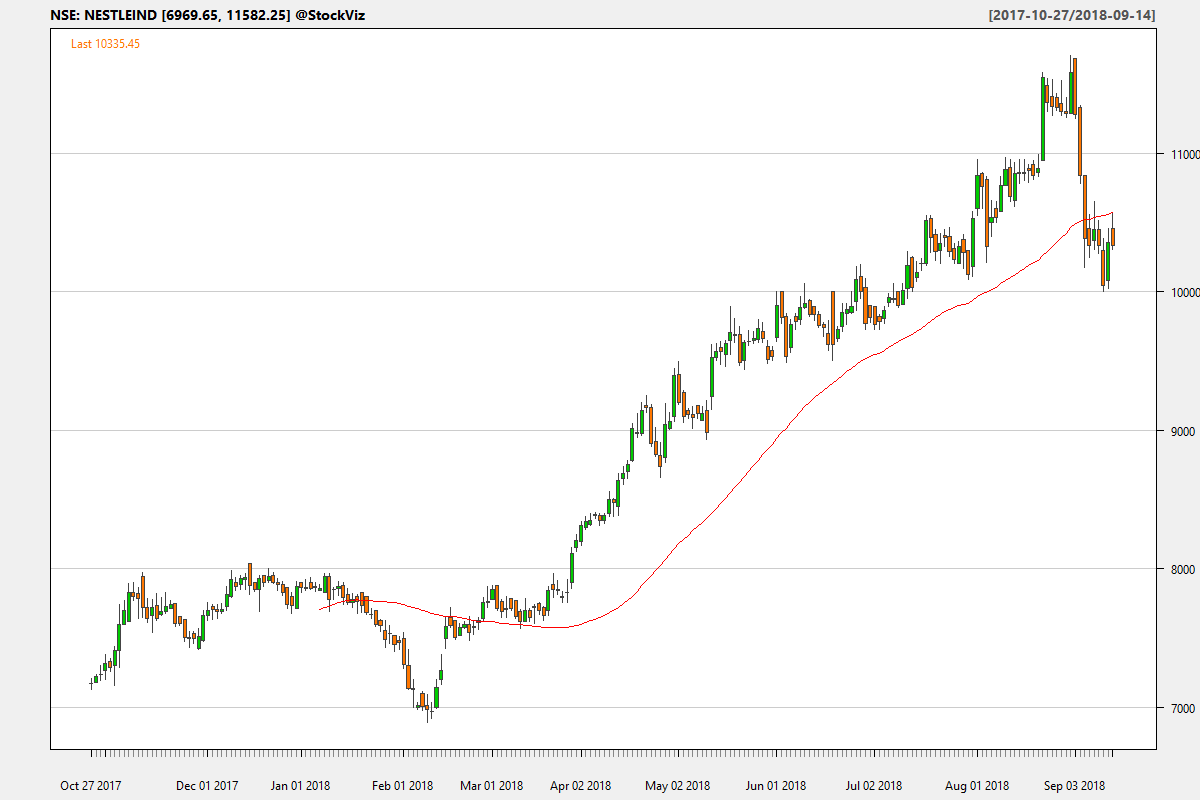 NSE: NESTLEIND [6969.65, 11582.25] @StockViz
[2017-10-27/2018-09-14]
Last 10335.45
11000
10000
9000
8000
7000
Oct 27 2017
Dec 01 2017
Jan 01 2018
Feb 01 2018
Mar 01 2018
Apr 02 2018
May 02 2018
Jun 01 2018
Jul 02 2018
Aug 01 2018
Sep 03 2018